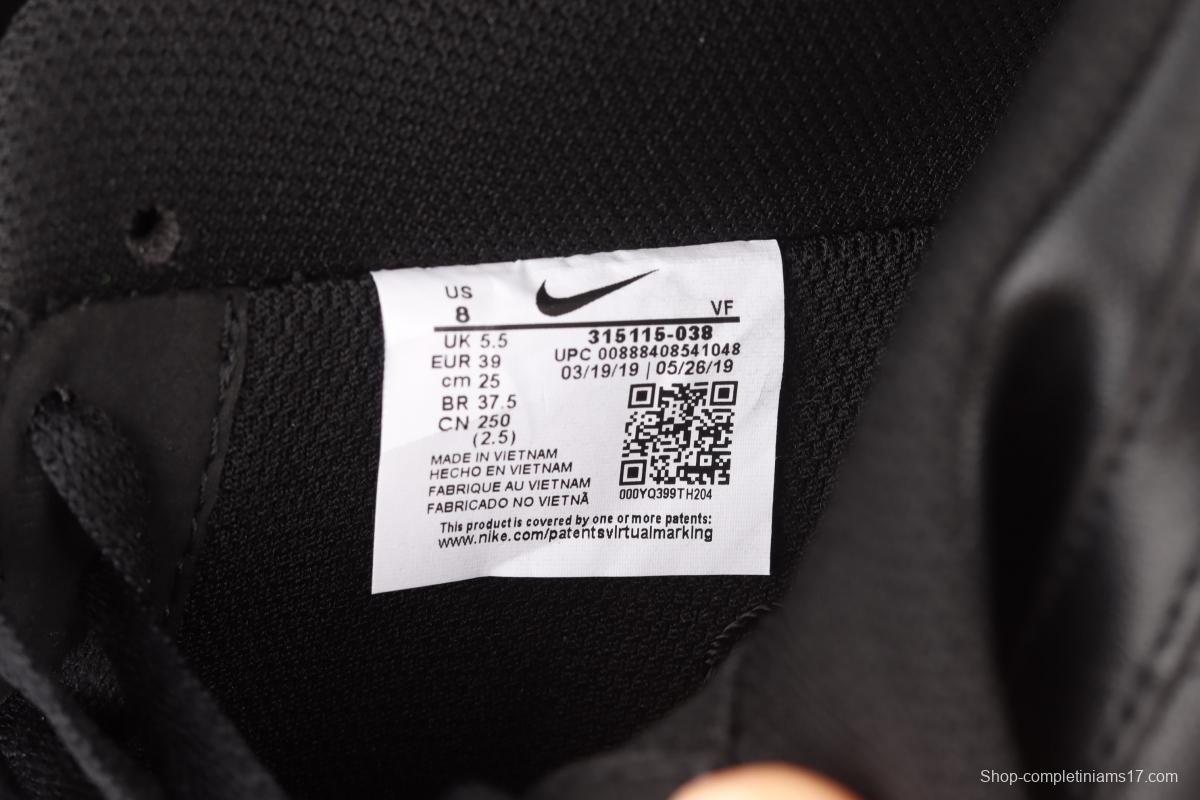 US
8
VF
UK 5.5
EUR 39
cm 25
BR 37.5
CN 250
(2.5)
315115-038
UPC 00888408541048
03/19/19 | 05/26/19
000YQ399TH204
MADE IN VIETNAM
HECHO EN VIETNAM
FABRIQUE AU VIETNAM
FABRICADO NO VIETNÃ
This product is covered by one or more patents:
www.nike.com/patentsvirtualmarking
Shop-completiniams17.com